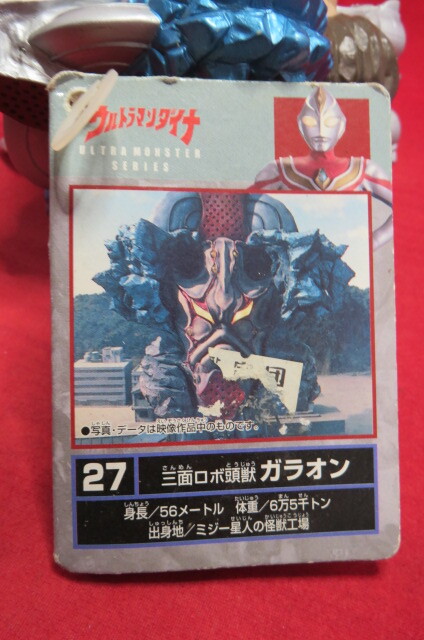 ウルトラマンダイナ
ULTRA MONSTER
SERIES
●写真・データは映像作品中のものです。
27 三面ロボ頭獣 ガラオン
身長/56メートル 体重/6万5千トン
出身地/ミジー星人の怪獣工場